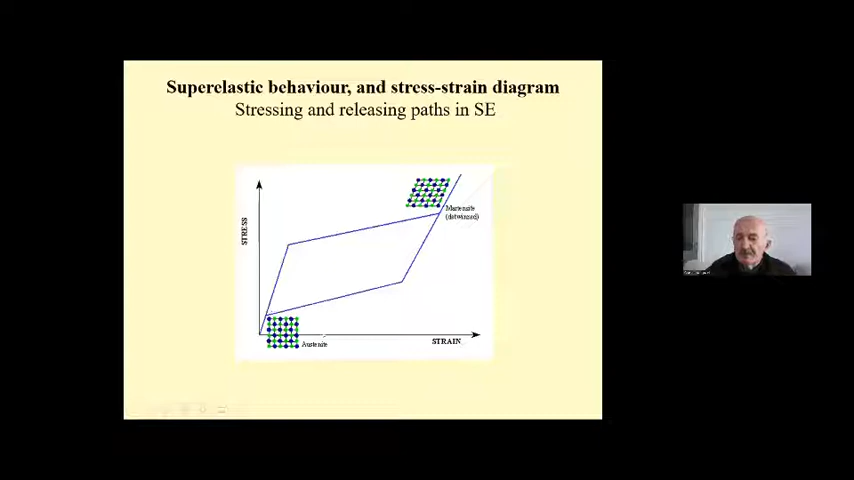 Superelastic behaviour, and stress-strain diagram
Stressing and releasing paths in SE
STRESS
Martensite
(detwinned)
Austenite
STRAIN